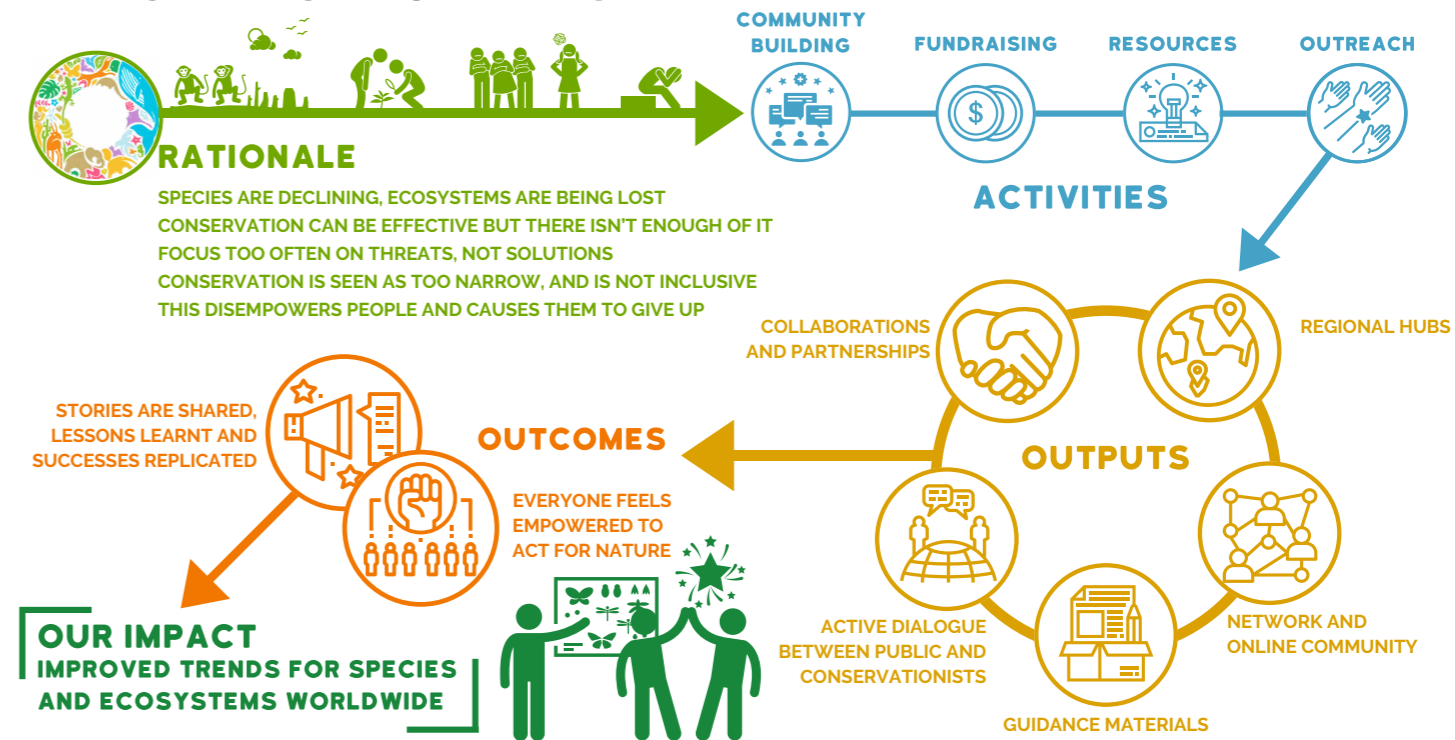 RATIONALE
SPECIES ARE DECLINING, ECOSYSTEMS ARE BEING LOST
CONSERVATION CAN BE EFFECTIVE BUT THERE ISN'T ENOUGH OF IT
FOCUS TOO OFTEN ON THREATS, NOT SOLUTIONS
CONSERVATION IS SEEN AS TOO NARROW, AND IS NOT INCLUSIVE
THIS DISEMPOWERS PEOPLE AND CAUSES THEM TO GIVE UP
COMMUNITY
BUILDING
FUNDRAISING
$
RESOURCES
OUTREACH
ACTIVITIES
COLLABORATIONS
AND PARTNERSHIPS
REGIONAL HUBS
OUTPUTS
NETWORK AND
ONLINE COMMUNITY
GUIDANCE MATERIALS
ACTIVE DIALOGUE
BETWEEN PUBLIC AND
CONSERVATIONISTS
OUTCOMES
STORIES ARE SHARED,
LESSONS LEARNT AND
SUCCESSES REPLICATED
EVERYONE FEELS
EMPOWERED TO
ACT FOR NATURE
OUR IMPACT
IMPROVED TRENDS FOR SPECIES
AND ECOSYSTEMS WORLDWIDE